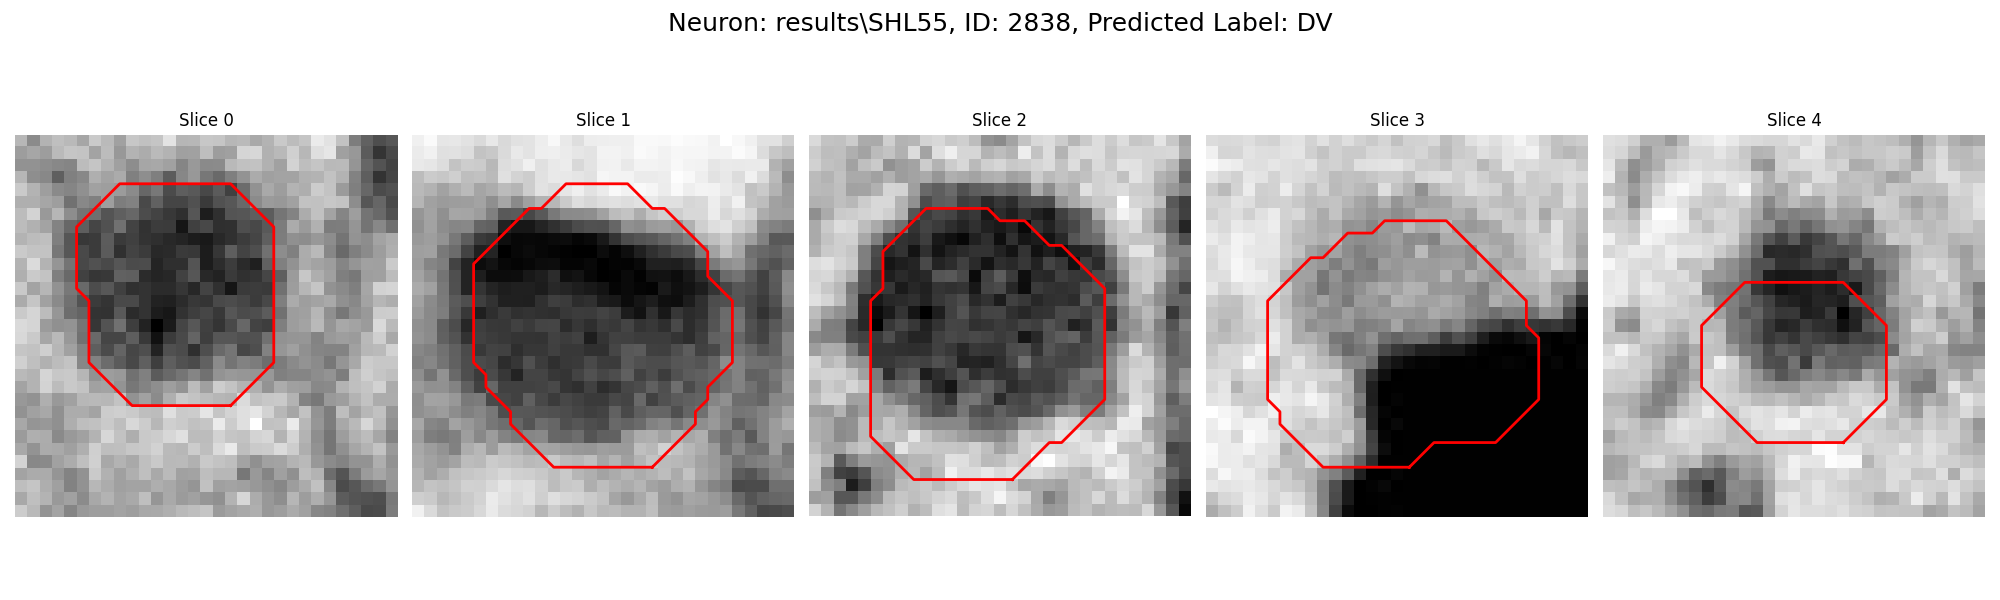 Neuron: results\SHL55, ID: 2838, Predicted Label: DV
Slice 0
Slice 1
Slice 2
Slice 3
Slice 4